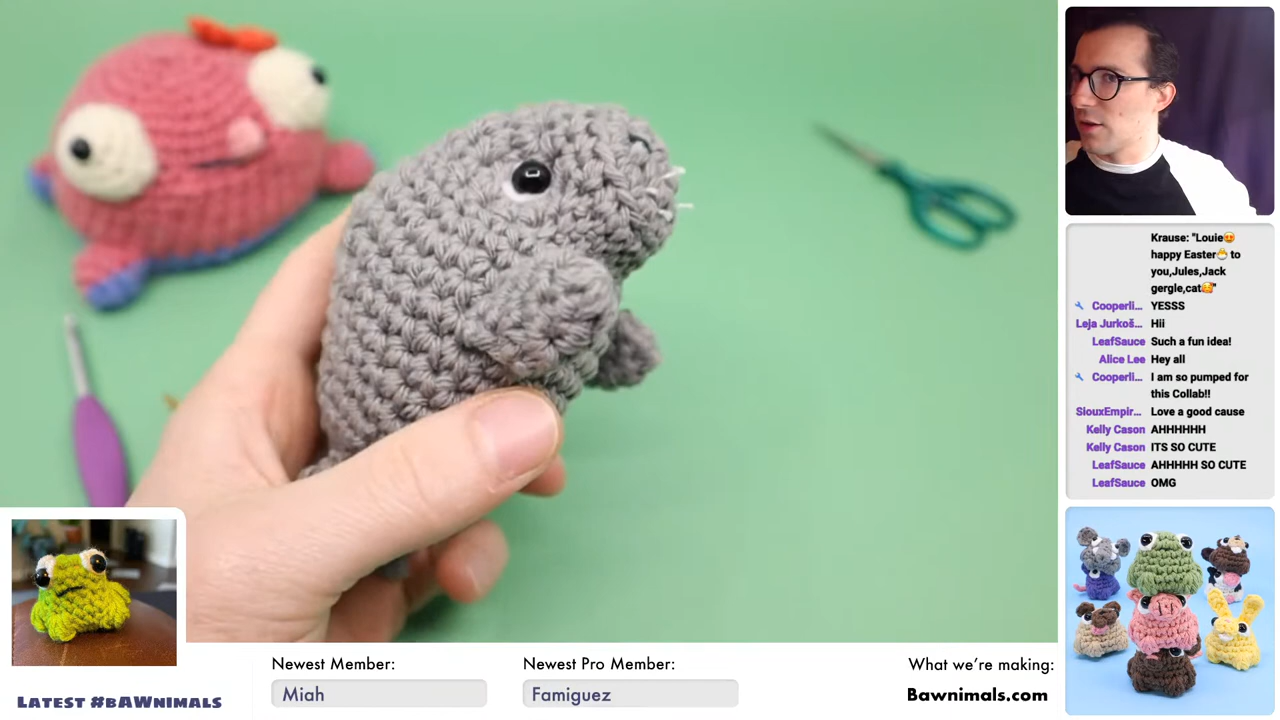 Krause: "Louie😍
happy Easter🐣 to
you,Jules,Jack
gergle,cat🥰"
Cooperli... YESSS
Leja Jurkoš... Hii
LeafSauce Such a fun idea!
Alice Lee Hey all
Cooperli... I am so pumped for
this Collab!!
SiouxEmpir... Love a good cause
Kelly Cason AHHHHHH
Kelly Cason ITS SO CUTE
LeafSauce AHHHHH SO CUTE
LeafSauce OMG
Latest #bAWnimals
Newest Member:
Miah
Newest Pro Member:
Famiguez
What we're making:
Bawnimals.com